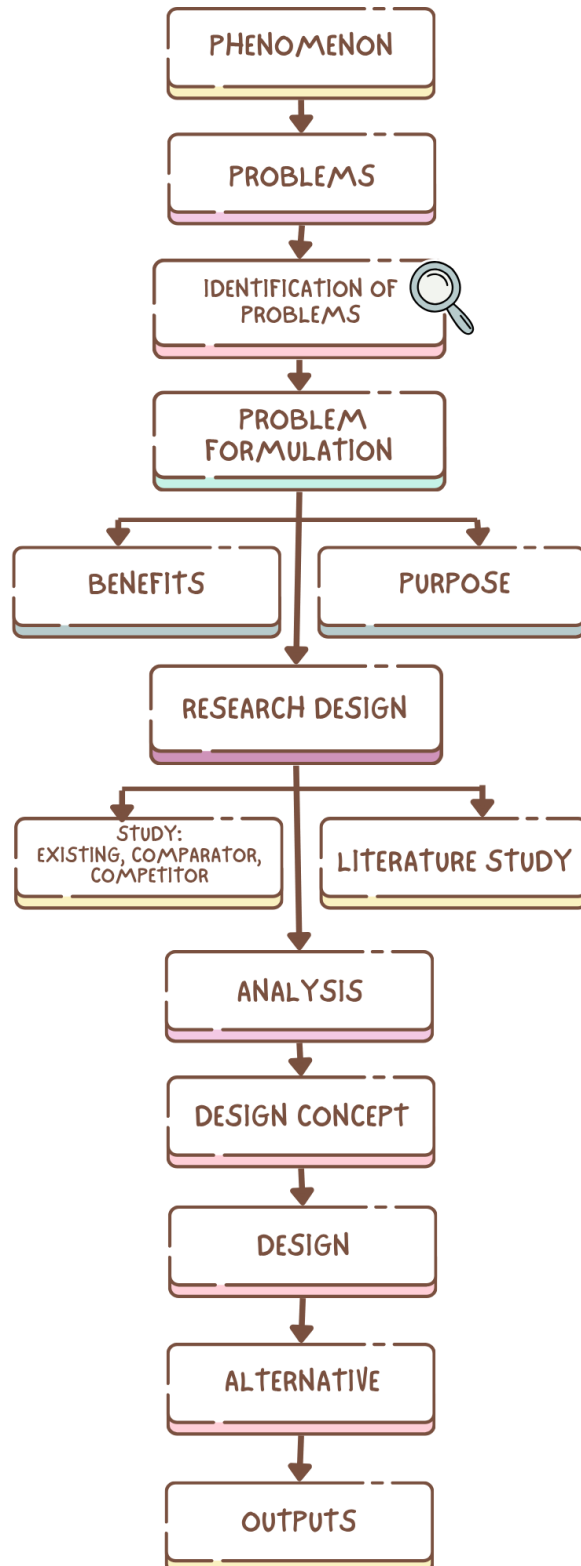 PHENOMENON
PROBLEMS
IDENTIFICATION OF
PROBLEMS
PROBLEM
FORMULATION
BENEFITS
PURPOSE
RESEARCH DESIGN
STUDY:
EXISTING, COMPARATOR,
COMPETITOR
LITERATURE STUDY
ANALYSIS
DESIGN CONCEPT
DESIGN
ALTERNATIVE
OUTPUTS